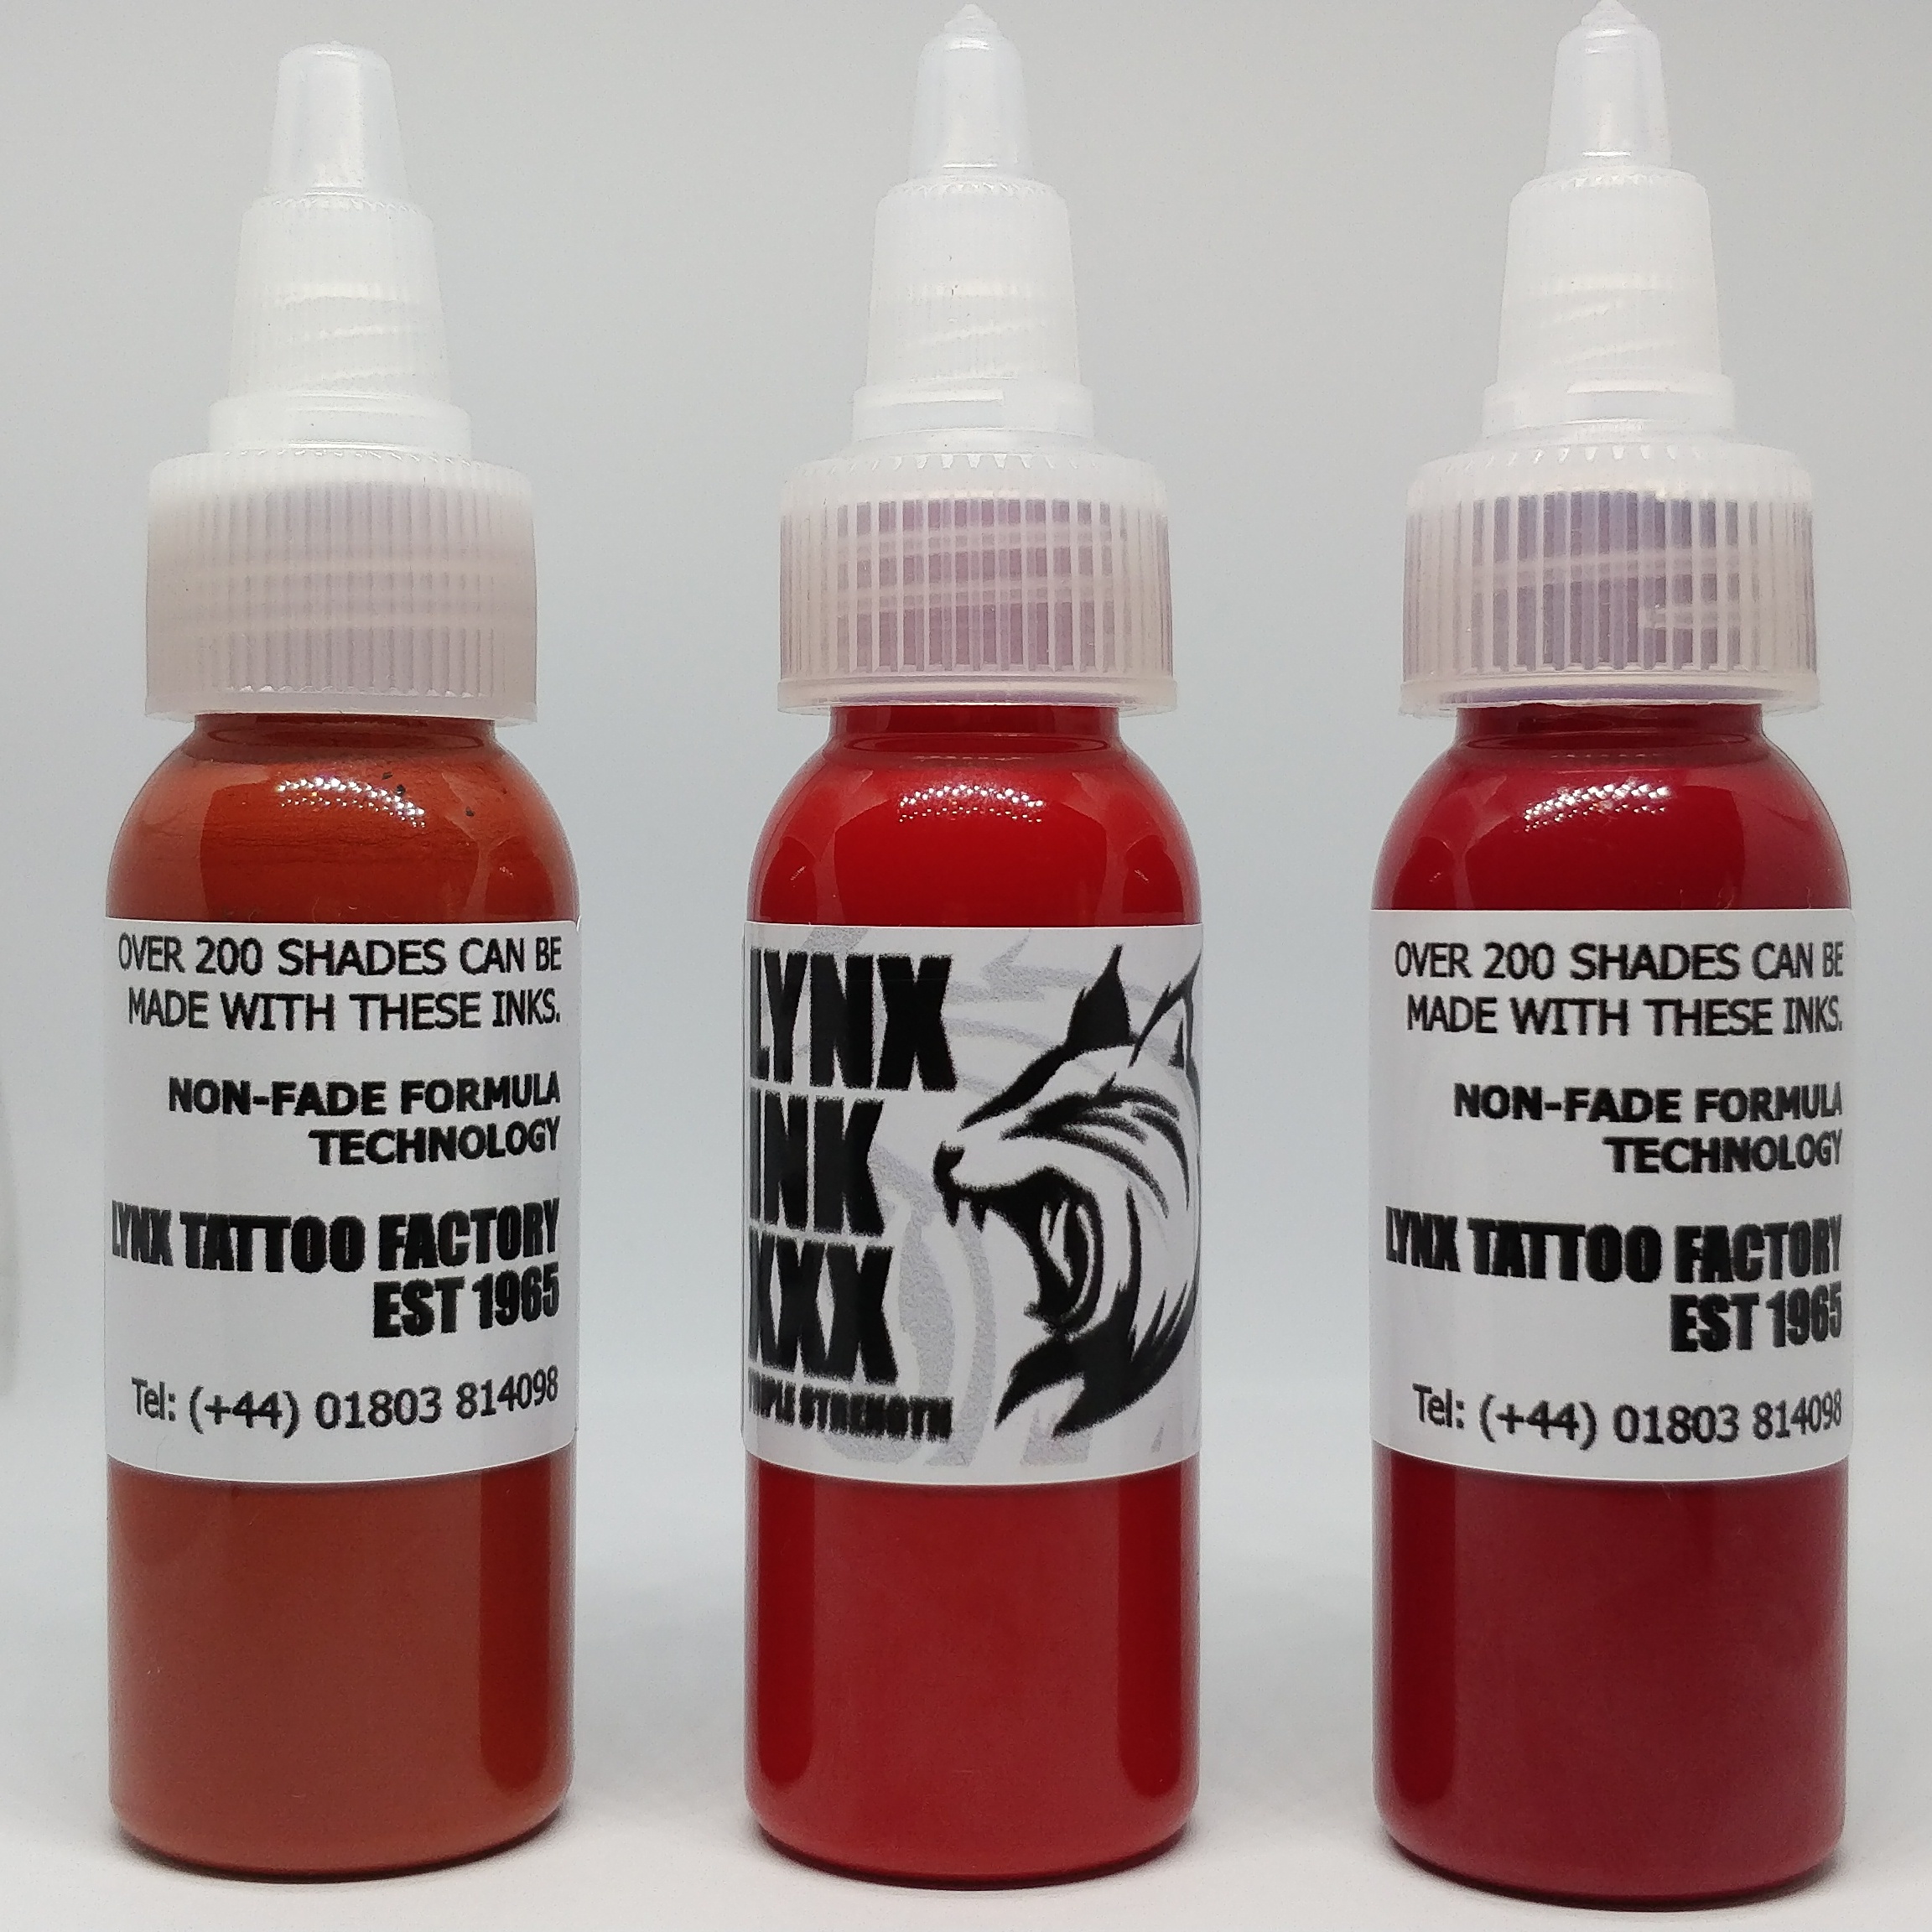 OVER 200 SHADES CAN BE
MADE WITH THESE INKS.
NON-FADE FORMULA
TECHNOLOGY
LYNX TATTOO FACTORY
EST 1965
Tel: (+44) 01803 814098
LYNX
INK
XXX
TRIPLE STRENGTH
OVER 200 SHADES CAN BE
MADE WITH THESE INKS.
NON-FADE FORMULA
TECHNOLOGY
LYNX TATTOO FACTORY
EST 1965
Tel: (+44) 01803 814098